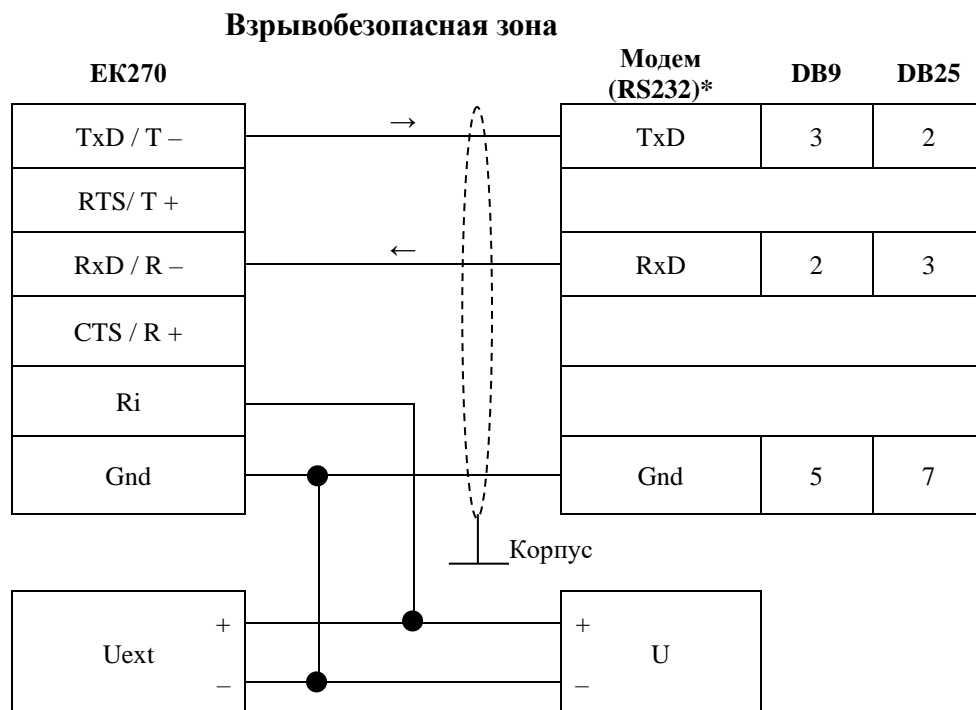 Взрывобезопасная зона
ЕК270
Модем
(RS232)*
DB9
DB25
TxD / T –
→
TxD
3
2
RTS/ T +
RxD / R –
←
RxD
2
3
CTS / R +
Ri
Gnd
Gnd
5
7
Корпус
Uext
+
–
+
–
U